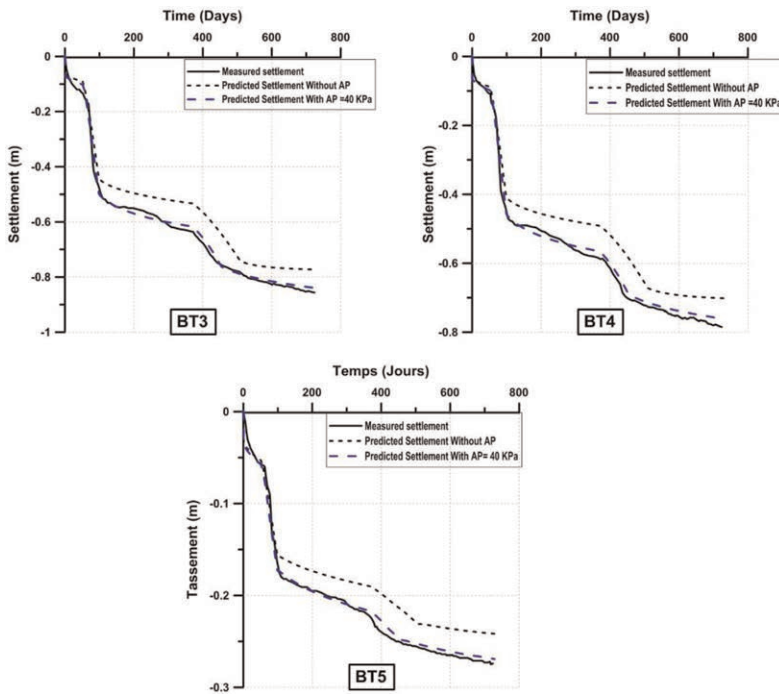 Time (Days)
0 200 400 600 800
0
-0.2
-0.4
-0.6
-0.8
-1
Settlement (m)
Measured settlement
Predicted Settlement Without AP
Predicted Settlement With AP =40 KPa
BT3
Time (Days)
0 200 400 600 800
0
-0.2
-0.4
-0.6
-0.8
Settlement (m)
Measured settlement
Predicted Settlement Without AP
Predicted Settlement With AP =40 KPa
BT4
Temps (Jours)
0 200 400 600 800
0
-0.1
-0.2
-0.3
Tassement (m)
Measured settlement
Predicted Settlement Without AP
Predicted Settlement With AP= 40 KPa
BT5